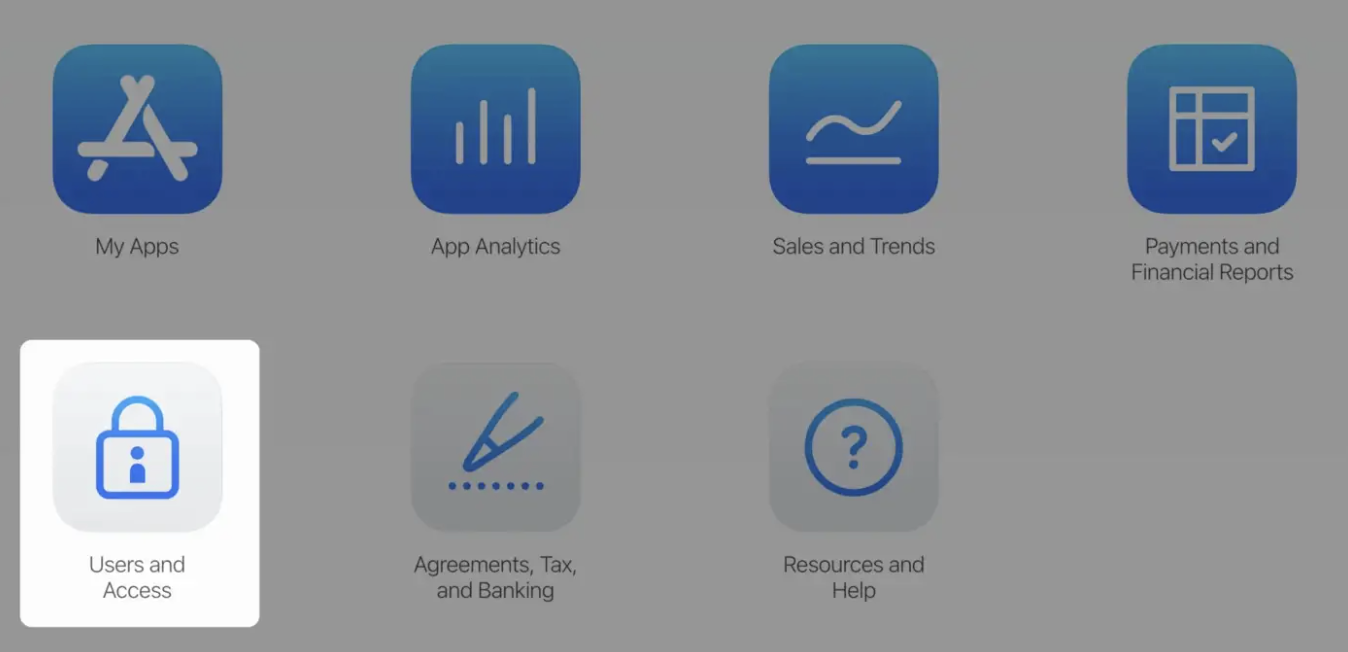 My Apps
App Analytics
Sales and Trends
Payments and
Financial Reports
Users and
Access
Agreements, Tax,
and Banking
Resources and
Help